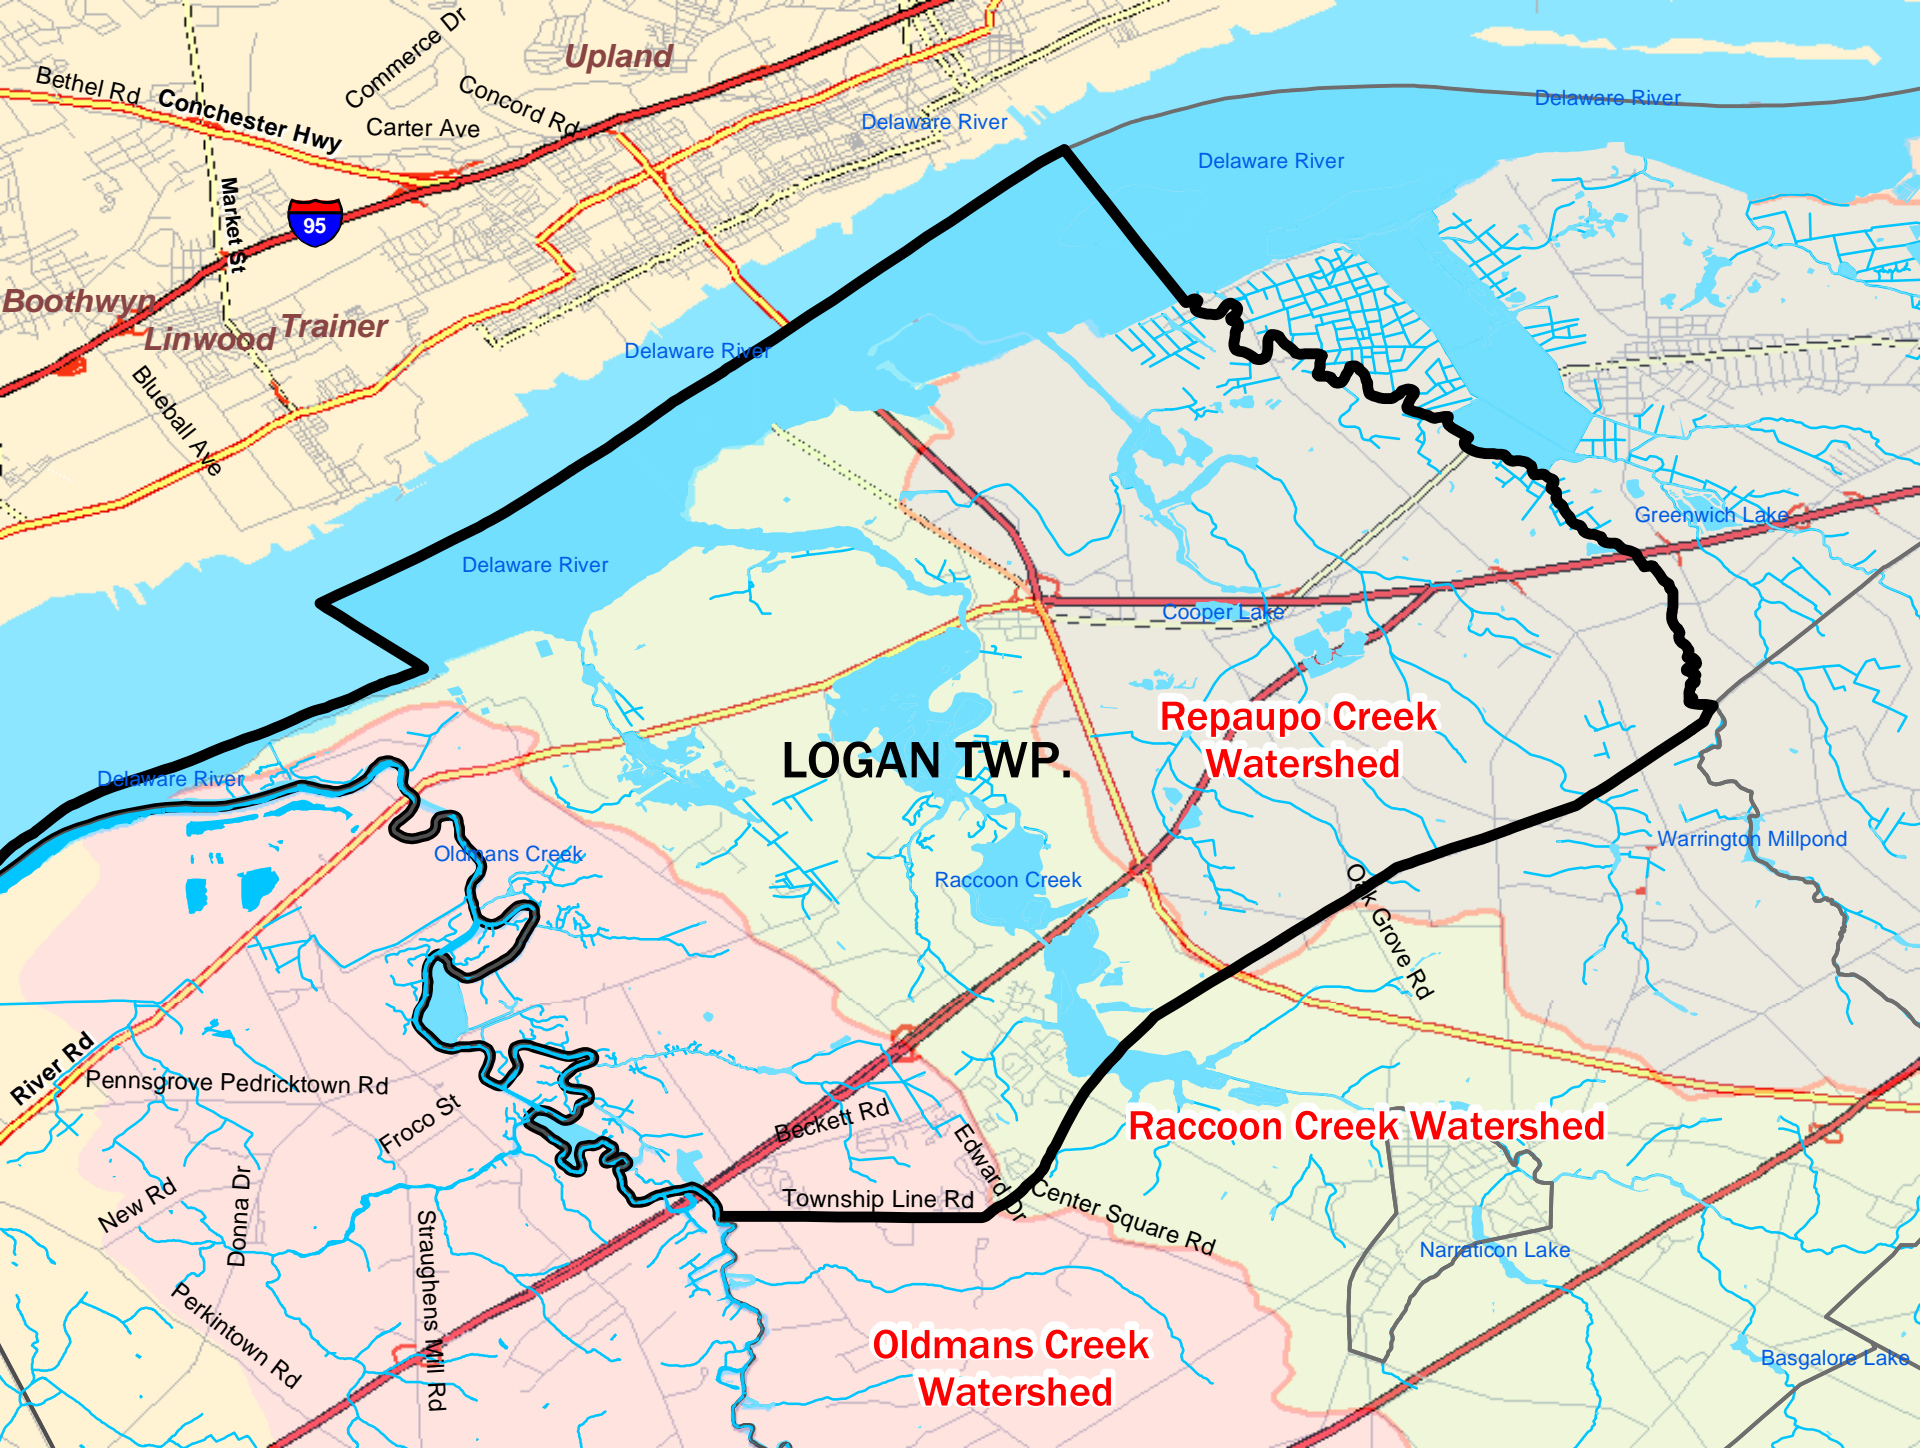 Upland
Commerce Dr
Bethel Rd
Conchester Hwy
Concord Rd
Carter Ave
Delaware River
Delaware River
Delaware River
Market St
95
Boothwyn
Linwood
Trainer
Delaware River
Blueball Ave
Greenwich Lake
Delaware River
Cooper Lake
Repaupo Creek
Watershed
LOGAN TWP.
Delaware River
Oldmans Creek
Raccoon Creek
Warrington Millpond
Oak Grove Rd
River Rd
Pennsgrove Pedricktown Rd
Froco St
Beckett Rd
Edward Dr
Raccoon Creek Watershed
New Rd
Donna Dr
Township Line Rd
Center Square Rd
Straughens Mill Rd
Narraticon Lake
Perkintown Rd
Oldmans Creek
Watershed
Basgalore Lake